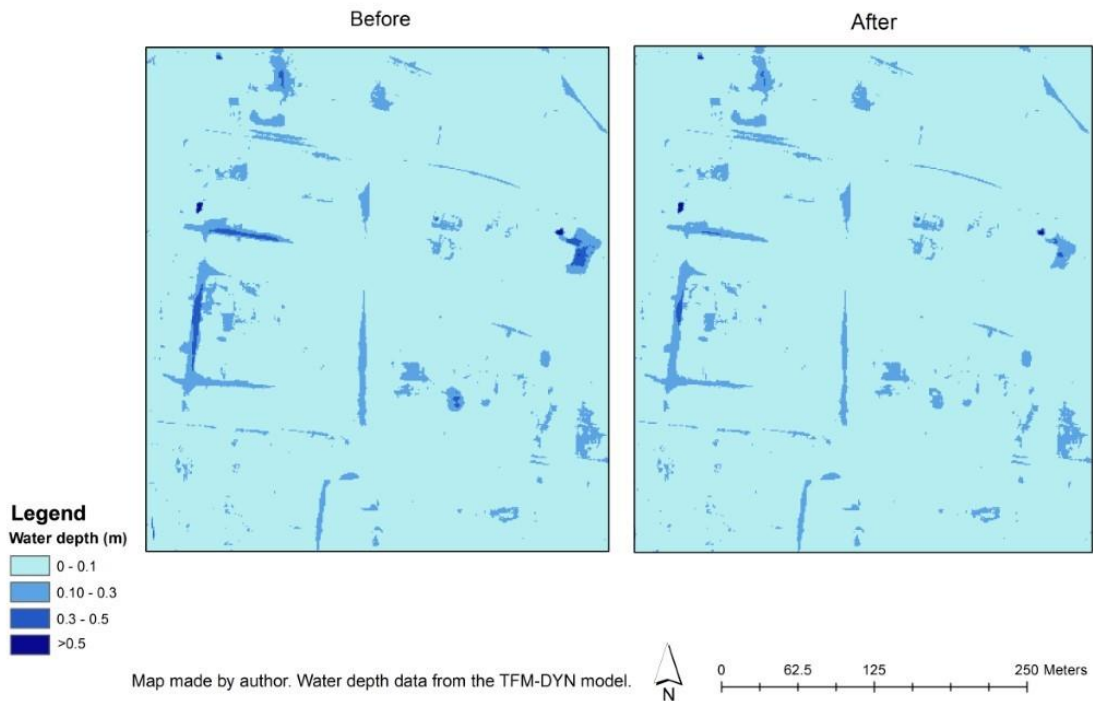 Before
After
Legend
Water depth (m)
0 - 0.1
0.10 - 0.3
0.3 - 0.5
>0.5
Map made by author. Water depth data from the TFM-DYN model.
N
0 62.5 125 250 Meters